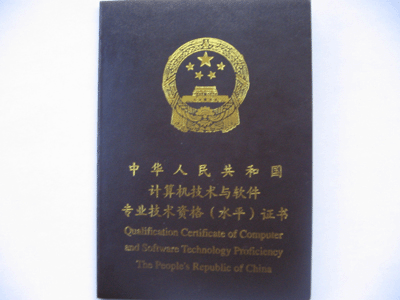 中华人民共和国
计算机技术与软件
专业技术资格（水平）证书
Qualification Certificate of Computer
and Software Technology Proficiency
The People's Republic of China